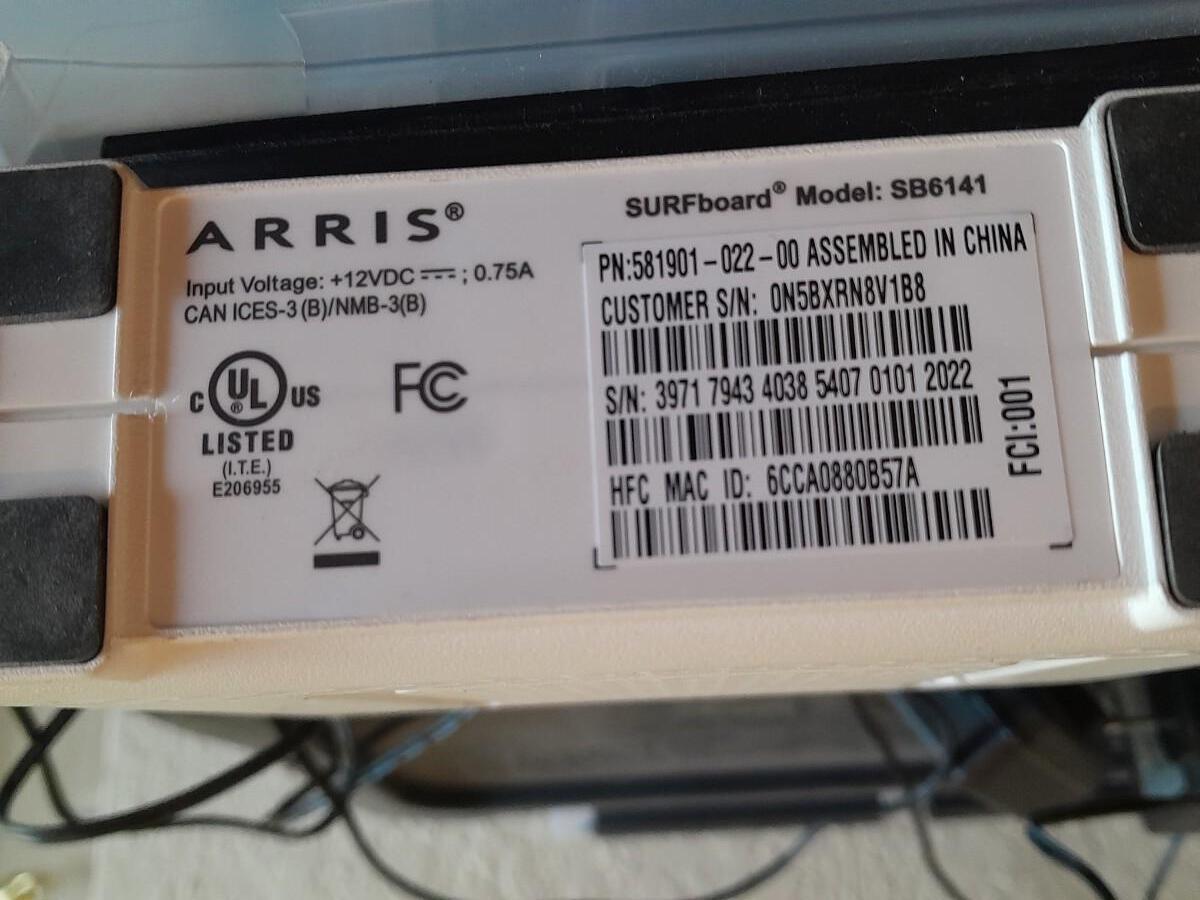 ARRIS®
Input Voltage: +12VDC ⎓; 0.75A
CAN ICES-3 (B)/NMB-3(B)
C UL® US
LISTED
(I.T.E.)
E206955
FC
SURFboard® Model: SB6141
PN:581901-022-00 ASSEMBLED IN CHINA
CUSTOMER S/N: 0N5BXRN8V1B8
S/N: 3971 7943 4038 5407 0101 2022
HFC MAC ID: 6CCA0880B57A
FCI:001